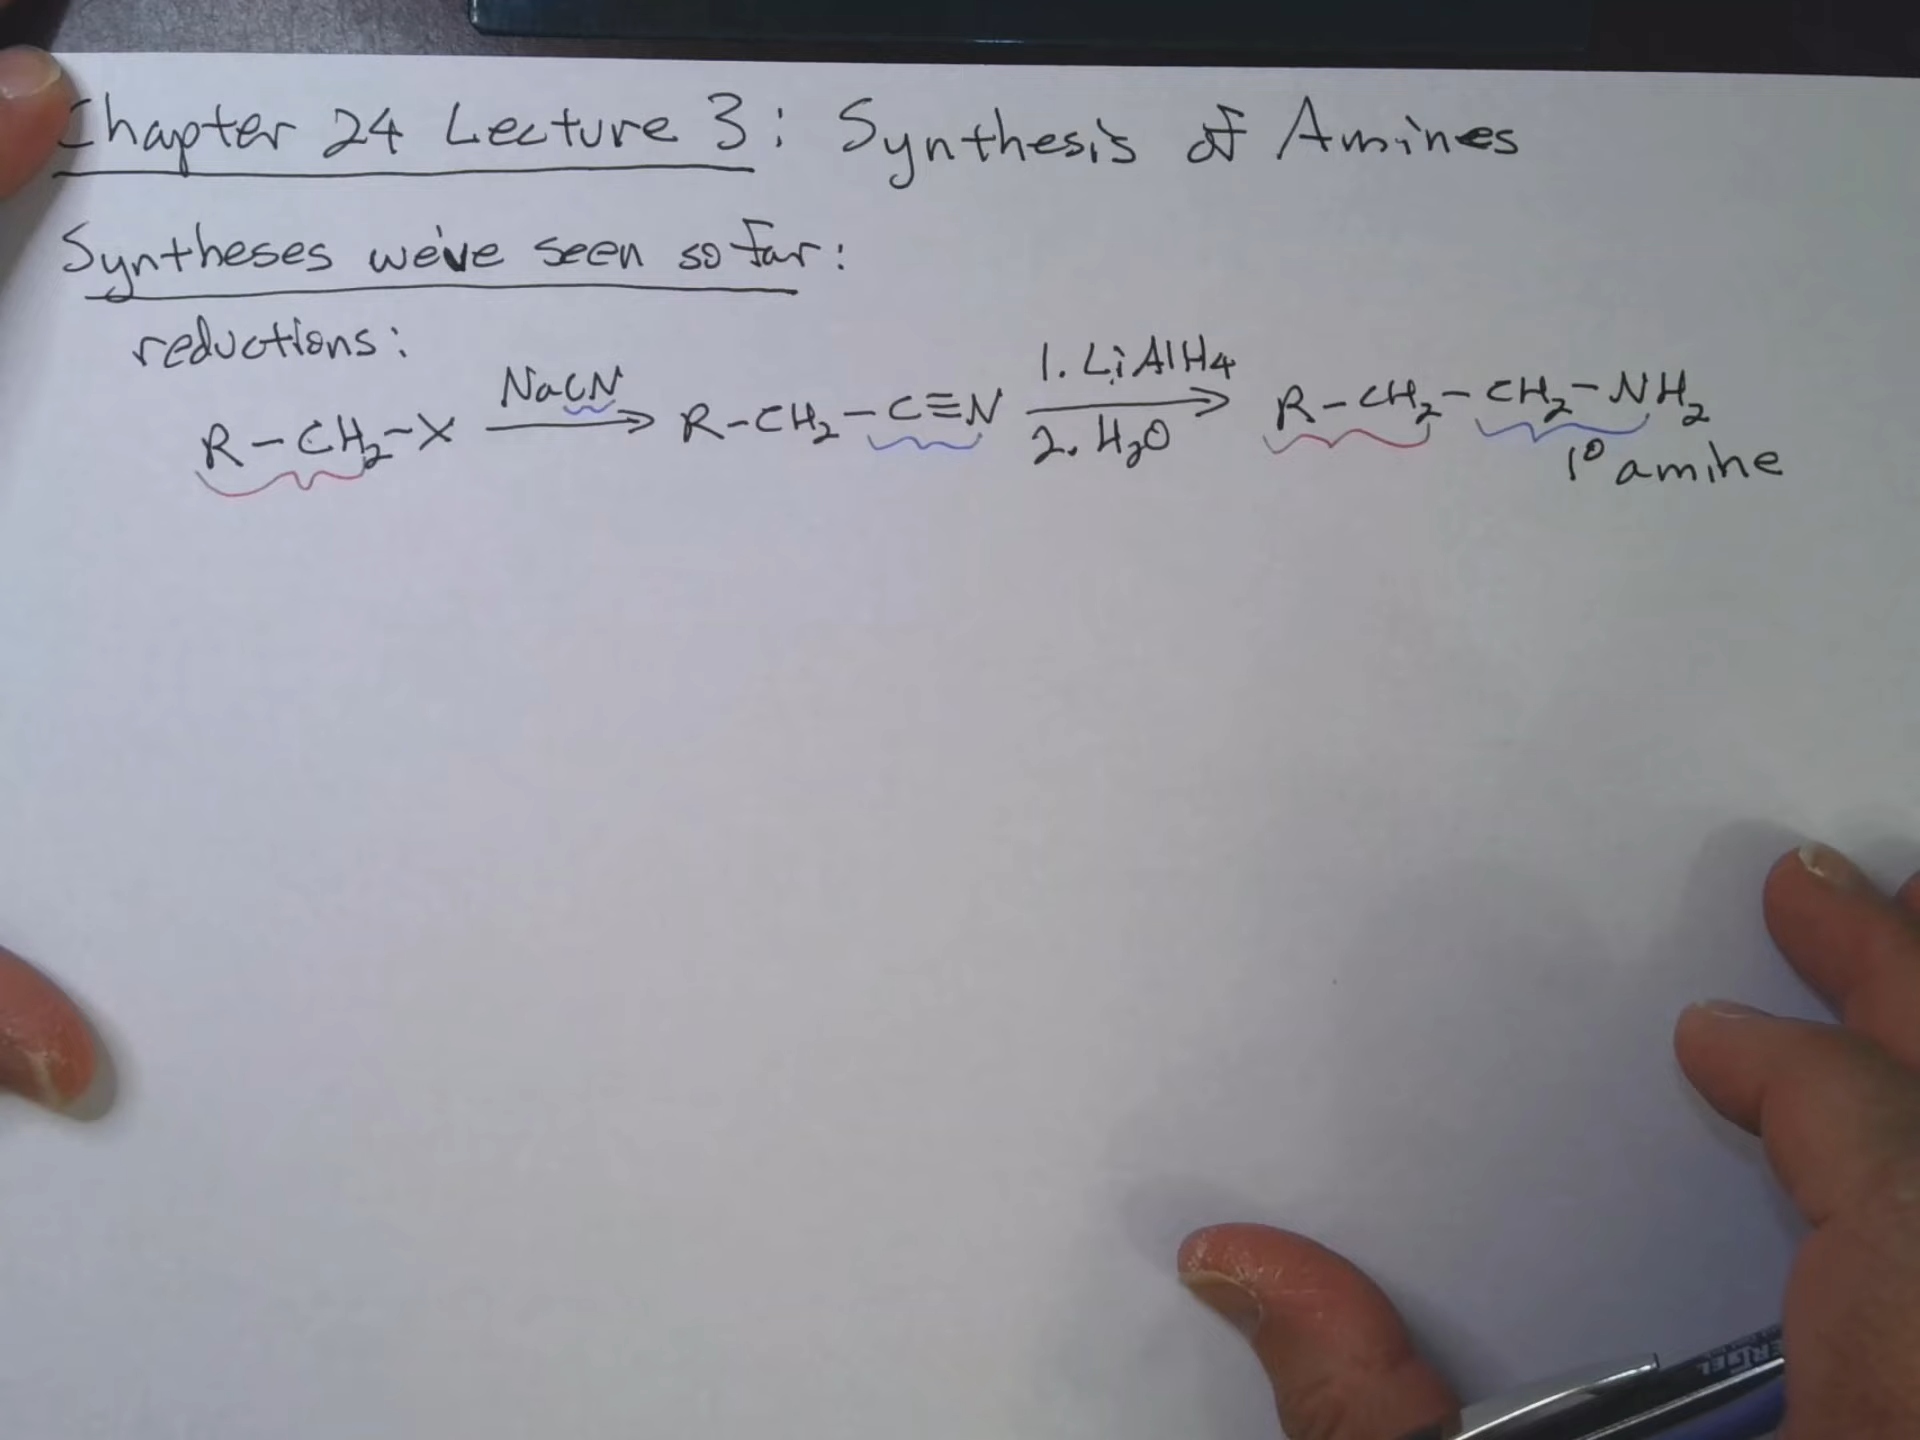 Chapter 24 Lecture 3: Synthesis of Amines
Syntheses we've seen so far:
reductions:
R-CH₂-X NaCN → R-CH₂-C≡N 1. LiAlH4 → 2. H₂O R-CH₂-CH₂-NH₂
1° amine